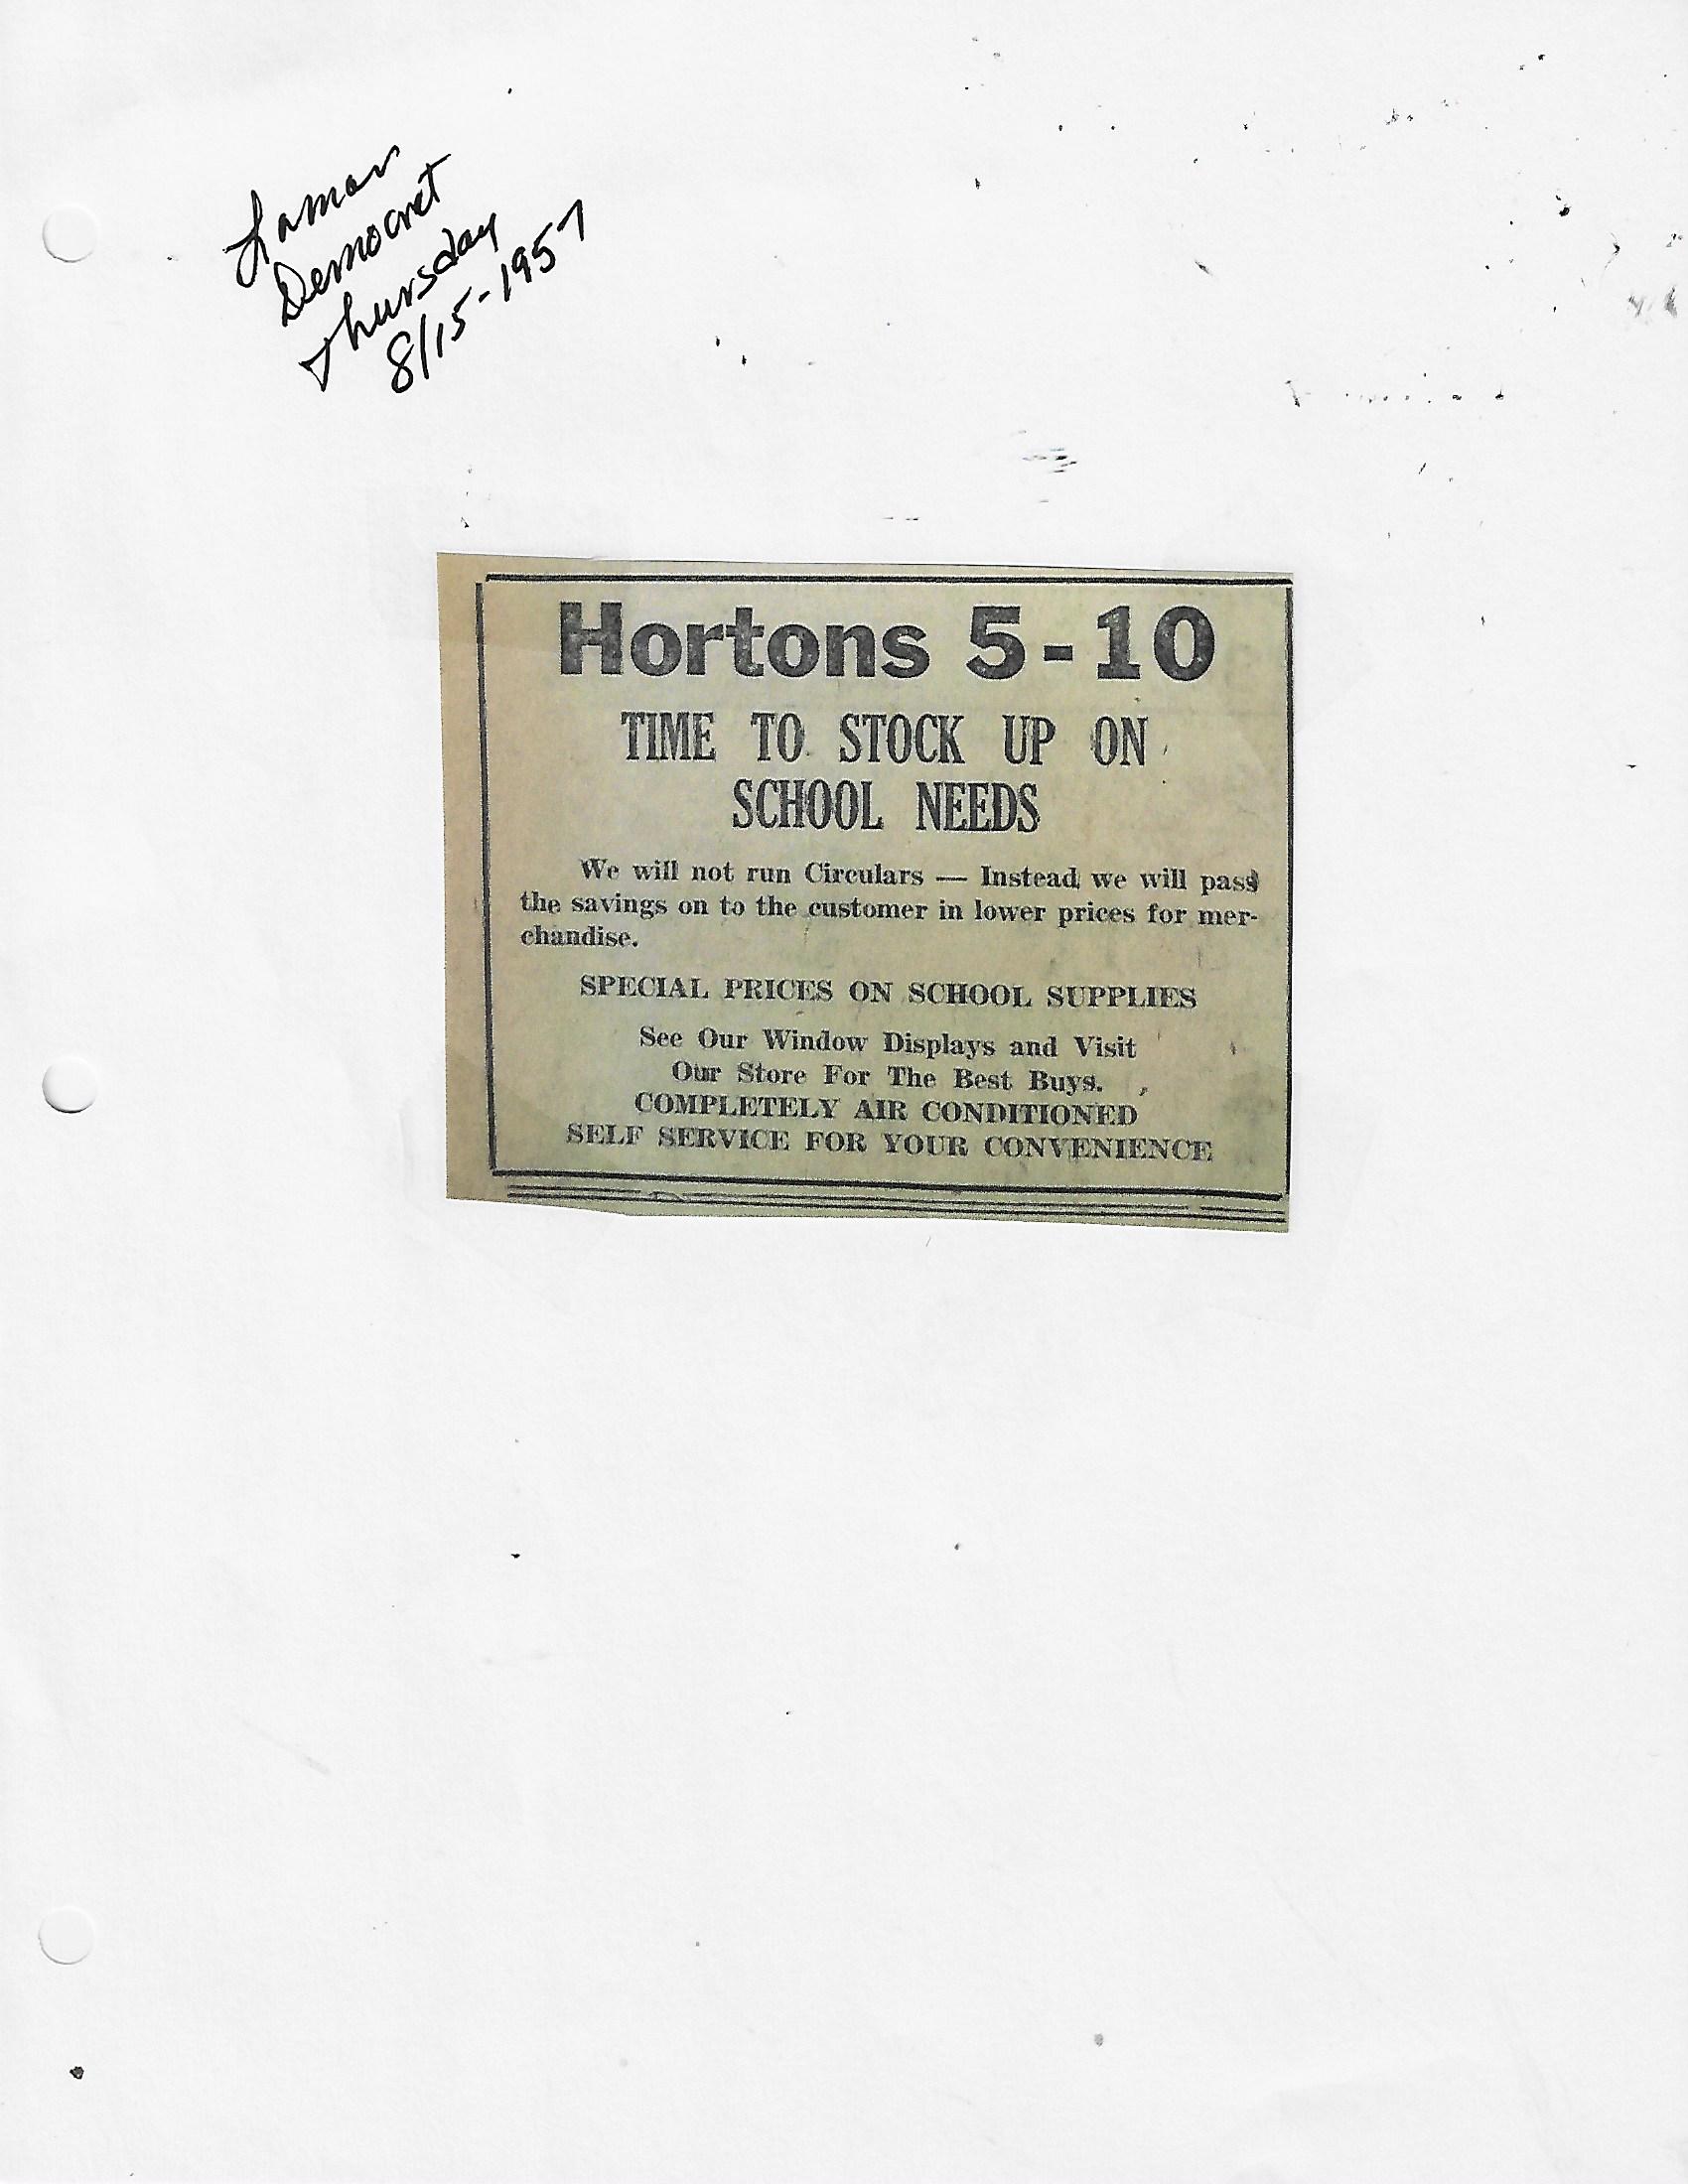 Lamar
Democrat
Thursday
8/15-1957
Hortons 5-10
TIME TO STOCK UP ON
SCHOOL NEEDS
We will not run Circulars — Instead we will pass
the savings on to the customer in lower prices for mer-
chandise.
SPECIAL PRICES ON SCHOOL SUPPLIES
See Our Window Displays and Visit
Our Store For The Best Buys.
COMPLETELY AIR CONDITIONED
SELF SERVICE FOR YOUR CONVENIENCE